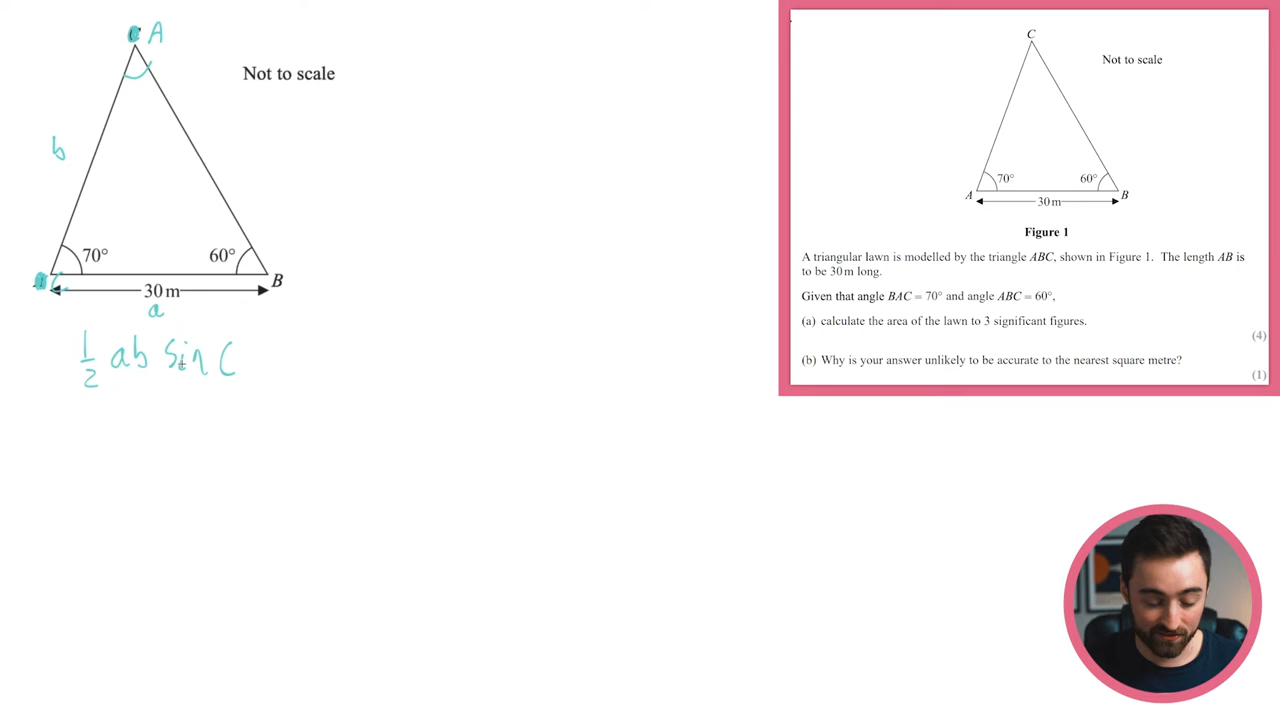 A
Not to scale
b
70°
60°
C
B
30 m
a
1/2 ab sin C
C
Not to scale
70°
60°
A
B
30 m
Figure 1
A triangular lawn is modelled by the triangle ABC, shown in Figure 1. The length AB is
to be 30 m long.
Given that angle BAC = 70° and angle ABC = 60°,
(a) calculate the area of the lawn to 3 significant figures.
(4)
(b) Why is your answer unlikely to be accurate to the nearest square metre?
(1)